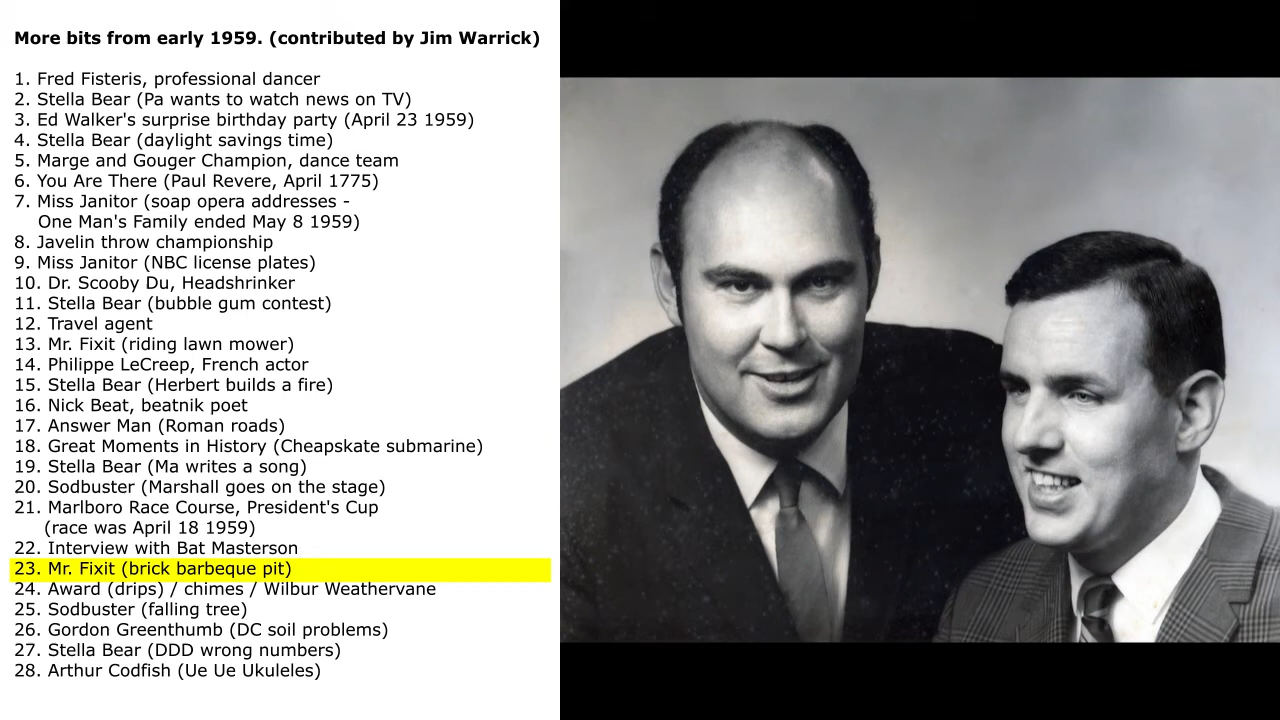 More bits from early 1959. (contributed by Jim Warrick)
1. Fred Fisteris, professional dancer
2. Stella Bear (Pa wants to watch news on TV)
3. Ed Walker's surprise birthday party (April 23 1959)
4. Stella Bear (daylight savings time)
5. Marge and Gouger Champion, dance team
6. You Are There (Paul Revere, April 1775)
7. Miss Janitor (soap opera addresses -
One Man's Family ended May 8 1959)
8. Javelin throw championship
9. Miss Janitor (NBC license plates)
10. Dr. Scooby Du, Headshrinker
11. Stella Bear (bubble gum contest)
12. Travel agent
13. Mr. Fixit (riding lawn mower)
14. Philippe LeCreep, French actor
15. Stella Bear (Herbert builds a fire)
16. Nick Beat, beatnik poet
17. Answer Man (Roman roads)
18. Great Moments in History (Cheapskate submarine)
19. Stella Bear (Ma writes a song)
20. Sodbuster (Marshall goes on the stage)
21. Marlboro Race Course, President's Cup
(race was April 18 1959)
22. Interview with Bat Masterson
23. Mr. Fixit (brick barbeque pit)
24. Award (drips) / chimes / Wilbur Weathervane
25. Sodbuster (falling tree)
26. Gordon Greenthumb (DC soil problems)
27. Stella Bear (DDD wrong numbers)
28. Arthur Codfish (Ue Ue Ukuleles)